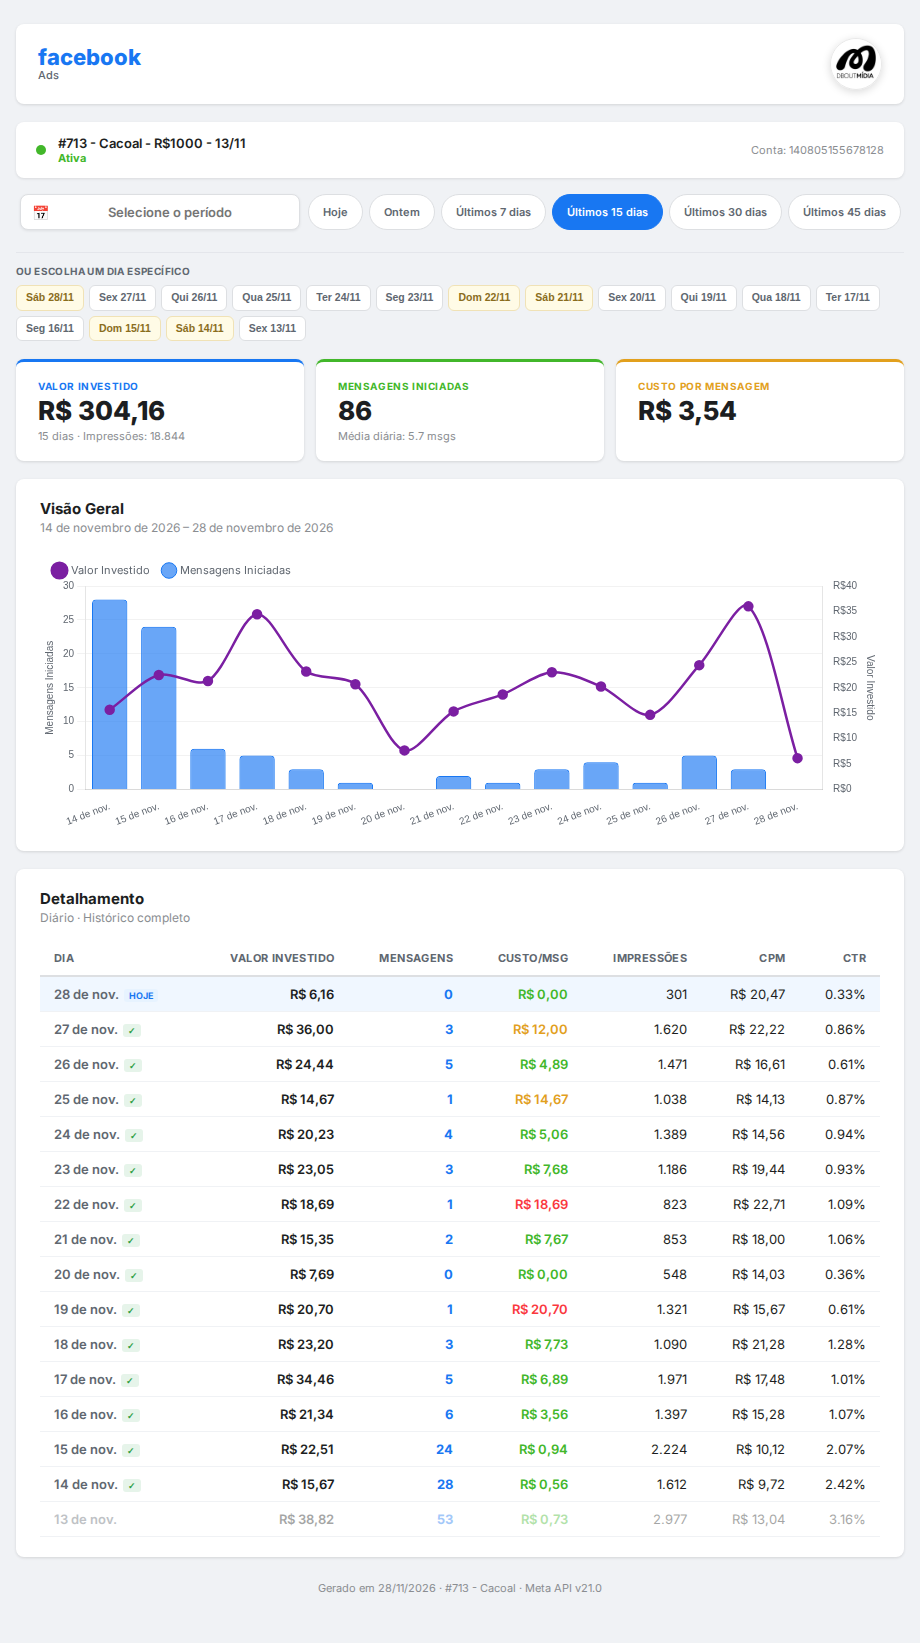 facebook
Ads
DBOUTMÍDIA
#713 - Cacoal - R$1000 - 13/11
Ativa
Conta: 140805155678128
📅 Selecione o período
Hoje
Ontem
Últimos 7 dias
Últimos 15 dias
Últimos 30 dias
Últimos 45 dias
OU ESCOLHA UM DIA ESPECÍFICO
Sáb 28/11 Sex 27/11 Qui 26/11 Qua 25/11 Ter 24/11 Seg 23/11 Dom 22/11 Sáb 21/11 Sex 20/11 Qui 19/11 Qua 18/11 Ter 17/11
Seg 16/11 Dom 15/11 Sáb 14/11 Sex 13/11
VALOR INVESTIDO
R$ 304,16
15 dias · Impressões: 18.844
MENSAGENS INICIADAS
86
Média diária: 5.7 msgs
CUSTO POR MENSAGEM
R$ 3,54
Visão Geral
14 de novembro de 2026 – 28 de novembro de 2026
Valor Investido Mensagens Iniciadas
Mensagens Iniciadas
30
25
20
15
10
5
0
R$40
R$35
R$30
R$25
R$20
R$15
R$10
R$5
R$0
Valor Investido
14 de nov. 15 de nov. 16 de nov. 17 de nov. 18 de nov. 19 de nov. 20 de nov. 21 de nov. 22 de nov. 23 de nov. 24 de nov. 25 de nov. 26 de nov. 27 de nov. 28 de nov.
Detalhamento
Diário · Histórico completo
DIA VALOR INVESTIDO MENSAGENS CUSTO/MSG IMPRESSÕES CPM CTR
28 de nov. HOJE R$ 6,16 0 R$ 0,00 301 R$ 20,47 0.33%
27 de nov. ✓ R$ 36,00 3 R$ 12,00 1.620 R$ 22,22 0.86%
26 de nov. ✓ R$ 24,44 5 R$ 4,89 1.471 R$ 16,61 0.61%
25 de nov. ✓ R$ 14,67 1 R$ 14,67 1.038 R$ 14,13 0.87%
24 de nov. ✓ R$ 20,23 4 R$ 5,06 1.389 R$ 14,56 0.94%
23 de nov. ✓ R$ 23,05 3 R$ 7,68 1.186 R$ 19,44 0.93%
22 de nov. ✓ R$ 18,69 1 R$ 18,69 823 R$ 22,71 1.09%
21 de nov. ✓ R$ 15,35 2 R$ 7,67 853 R$ 18,00 1.06%
20 de nov. ✓ R$ 7,69 0 R$ 0,00 548 R$ 14,03 0.36%
19 de nov. ✓ R$ 20,70 1 R$ 20,70 1.321 R$ 15,67 0.61%
18 de nov. ✓ R$ 23,20 3 R$ 7,73 1.090 R$ 21,28 1.28%
17 de nov. ✓ R$ 34,46 5 R$ 6,89 1.971 R$ 17,48 1.01%
16 de nov. ✓ R$ 21,34 6 R$ 3,56 1.397 R$ 15,28 1.07%
15 de nov. ✓ R$ 22,51 24 R$ 0,94 2.224 R$ 10,12 2.07%
14 de nov. ✓ R$ 15,67 28 R$ 0,56 1.612 R$ 9,72 2.42%
13 de nov. R$ 38,82 53 R$ 0,73 2.977 R$ 13,04 3.16%
Gerado em 28/11/2026 · #713 - Cacoal · Meta API v21.0